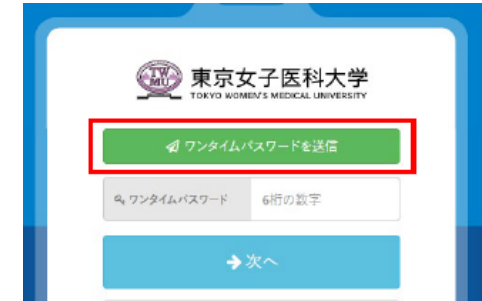 TW
MU
東京女子医科大学
TOKYO WOMEN'S MEDICAL UNIVERSITY
ワンタイムパスワードを送信
ワンタイムパスワード 6桁の数字
次へ